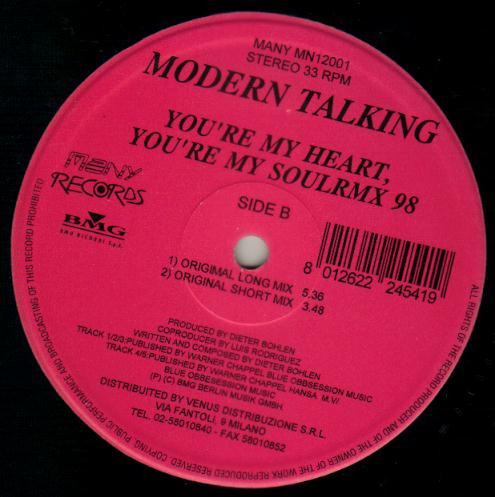 MANY MN12001
STEREO 33 RPM
MODERN TALKING
YOU'RE MY HEART,
YOU'RE MY SOULRMX 98
MANY
RECORDS
BMG
BMG RICORDI S.p.A.
SIDE B
8 012622 245419
1) ORIGIMAL LONG MIX 5.36
2) ORIGINAL SHORT MIX 3.48
PRODUCED BY DIETER BOHLEN
COPRODUCER BY LUIS RODRIGUEZ
WRITTEN AND COMPOSED BY DIETER BOHLEN
TRACK 1/2/3:PUBLISHED BY WARNER CHAPPEL BLUE OBBSESSION MUSIC
TRACK 4/5:PUBLISHED BY WARNER CHAPPEL HANSA M.V/
BLUE OBBESESSION MUSIC
(P) (C) BMG BERLIN MUSIK GMBH.
DISTRIBUITED BY VENUS DISTRIBUZIONE S.R.L.
VIA FANTOLI, 9 MILANO
TEL. 02-58010840 - FAX 58010852
ALL RIGHTS OF THE RECORD PRODUCER AND OF THE OWNER OF THE WORK REPRODUCED RESERVED. COPYING, PUBLIC PERFORMANCE AND BROADCASTING OF THIS RECORD PROHIBITED